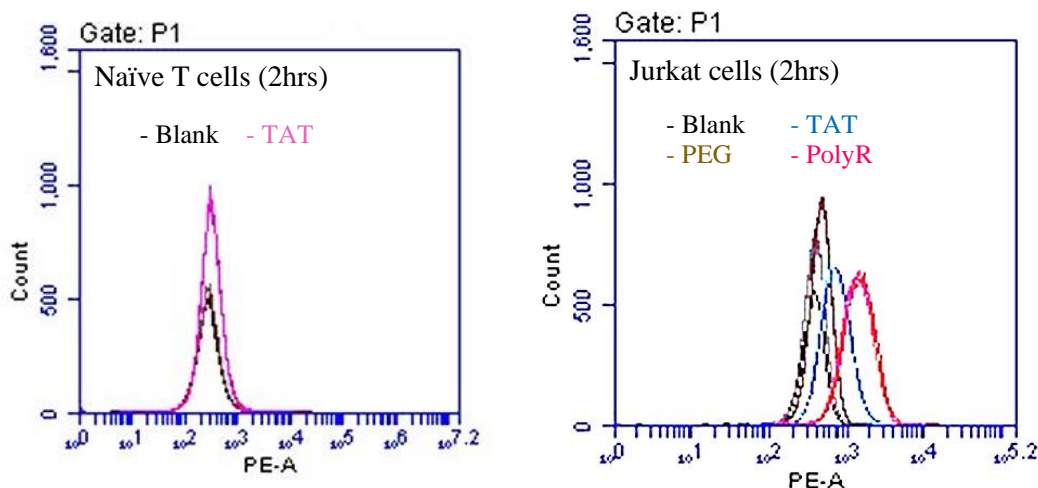 Gate: P1
Naïve T cells (2hrs)
- Blank - TAT
1,600
1,000
500
0
Count
10^0 10^1 10^2 10^3 10^4 10^5 10^6 10^7.2
PE-A
Gate: P1
Jurkat cells (2hrs)
- Blank - TAT
- PEG - PolyR
1,600
1,000
500
0
Count
10^0 10^1 10^2 10^3 10^4 10^5.2
PE-A